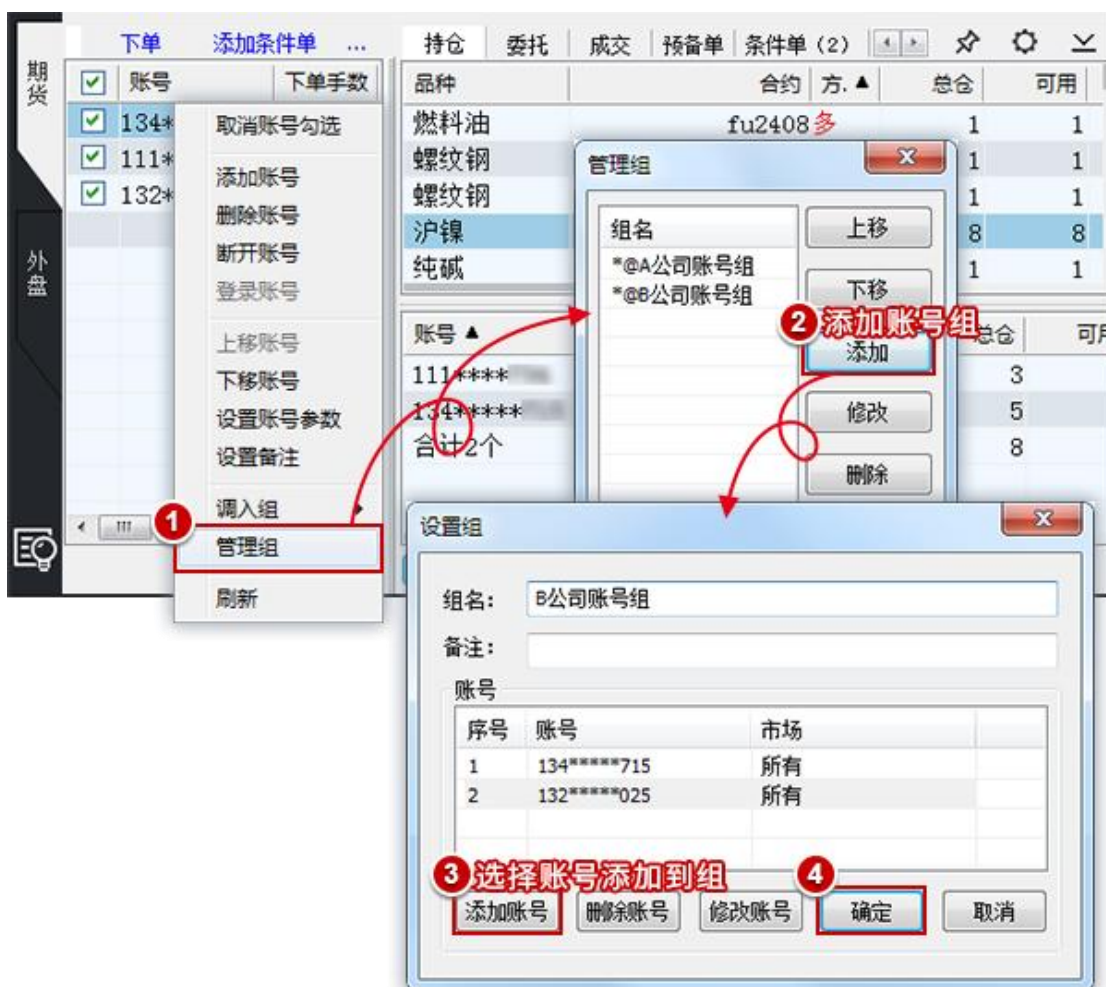 期货
外盘
下单 添加条件单 ...
账号 下单手数
134*
111*
132*
持仓 委托 成交 预备单 条件单（2）
品种 合约 方.▲ 总仓 可用
燃料油 fu2408 多 1 1
螺纹钢 1 1
螺纹钢 1 1
沪镍 8 8
纯碱 1 1
账号▲ 总仓
111**** 3
134***** 5
合计2个 8
取消账号勾选
添加账号
删除账号
断开账号
登录账号
上移账号
下移账号
设置账号参数
设置备注
调入组
1
管理组
刷新
管理组
组名
*@A公司账号组
*@B公司账号组
上移
下移
2 添加账号组
添加
修改
删除
设置组
组名： B公司账号组
备注：
账号
序号 账号 市场
1 134*****715 所有
2 132*****025 所有
3 选择账号添加到组 4
添加账号 删除账号 修改账号 确定 取消